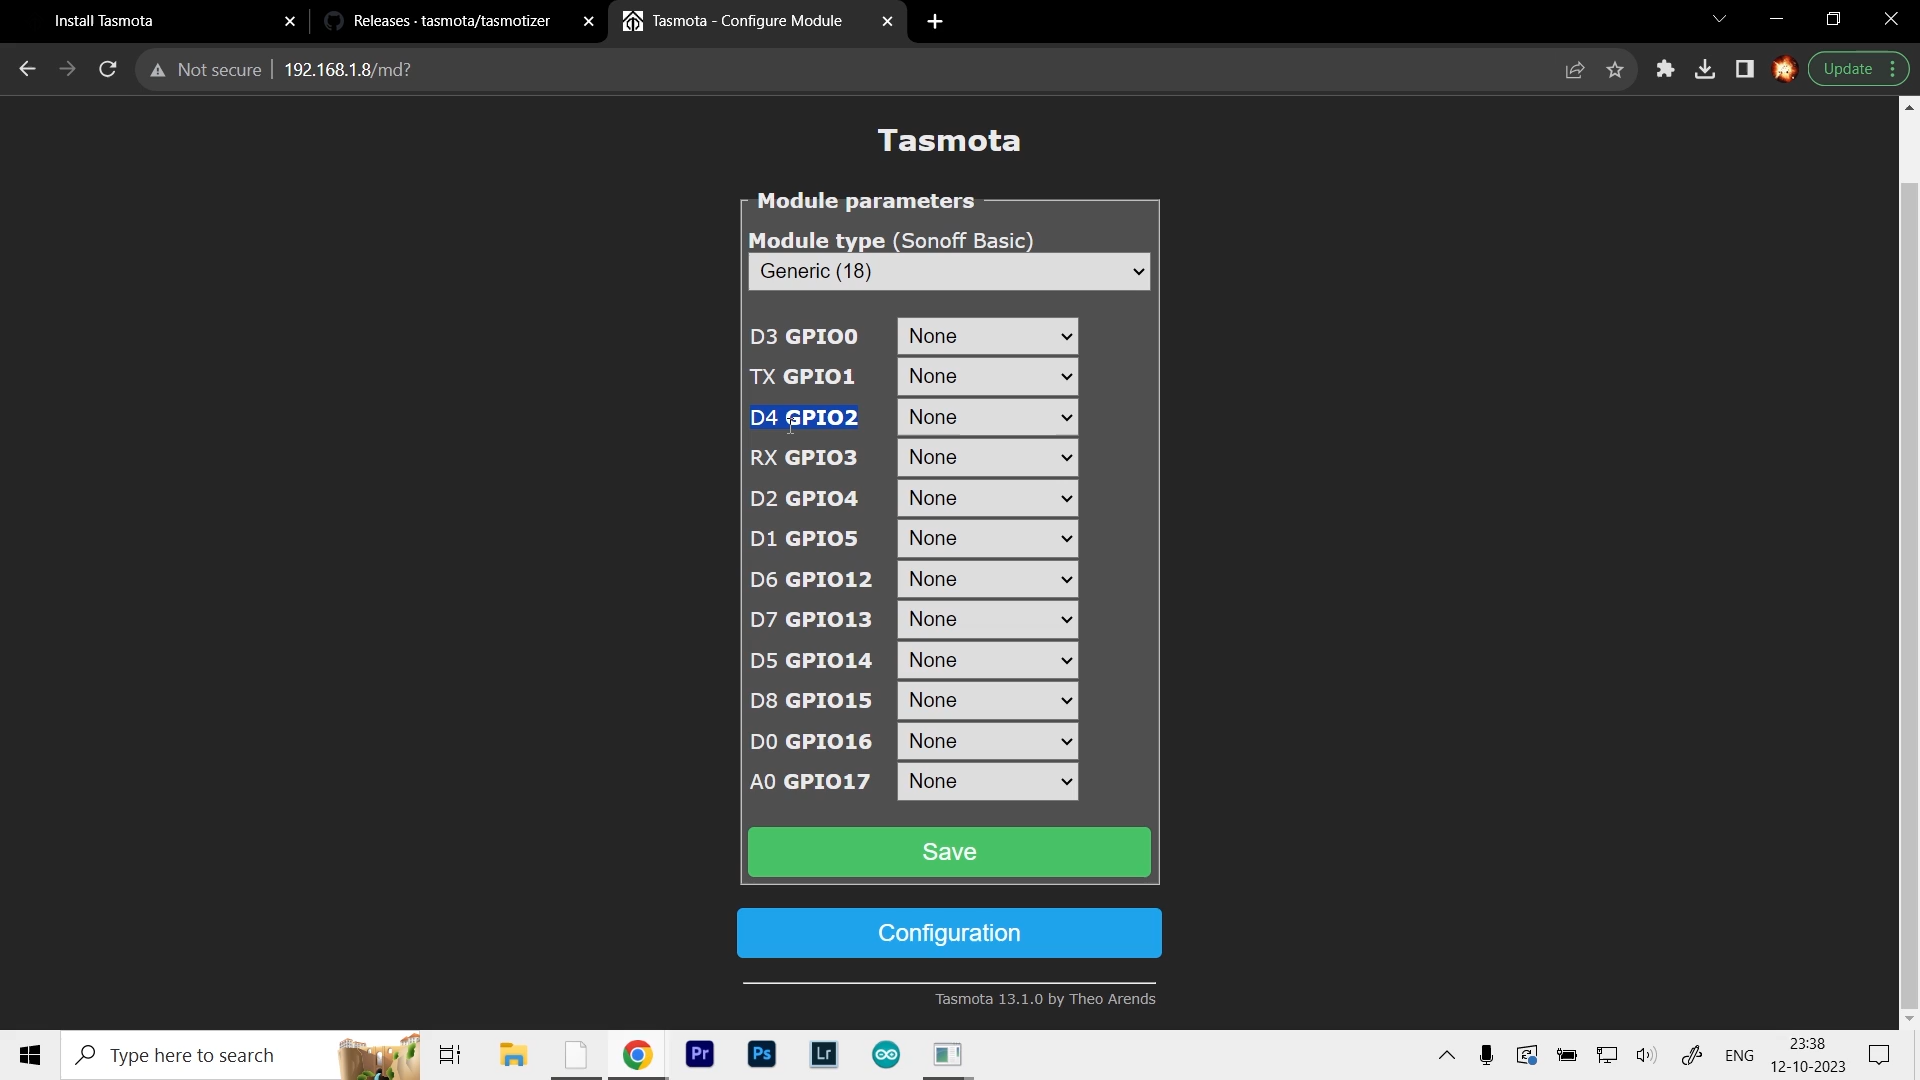 Install Tasmota
Releases · tasmota/tasmotizer
Tasmota - Configure Module
Not secure
192.168.1.8/md?
Update
Tasmota
Module parameters
Module type (Sonoff Basic)
Generic (18)
D3 GPIO0 None
TX GPIO1 None
D4 GPIO2 None
RX GPIO3 None
D2 GPIO4 None
D1 GPIO5 None
D6 GPIO12 None
D7 GPIO13 None
D5 GPIO14 None
D8 GPIO15 None
D0 GPIO16 None
A0 GPIO17 None
Save
Configuration
Tasmota 13.1.0 by Theo Arends
Type here to search
Pr
Ps
Lr
ENG
23:38
12-10-2023